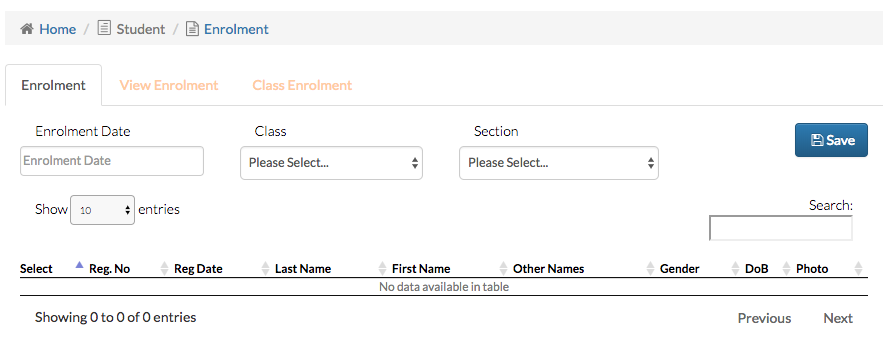 Home / Student / Enrolment
Enrolment View Enrolment Class Enrolment
Enrolment Date Class Section
Enrolment Date Please Select... Please Select... Save
Show 10 entries
Search:
Select Reg. No Reg Date Last Name First Name Other Names Gender DoB Photo
No data available in table
Showing 0 to 0 of 0 entries
Previous Next